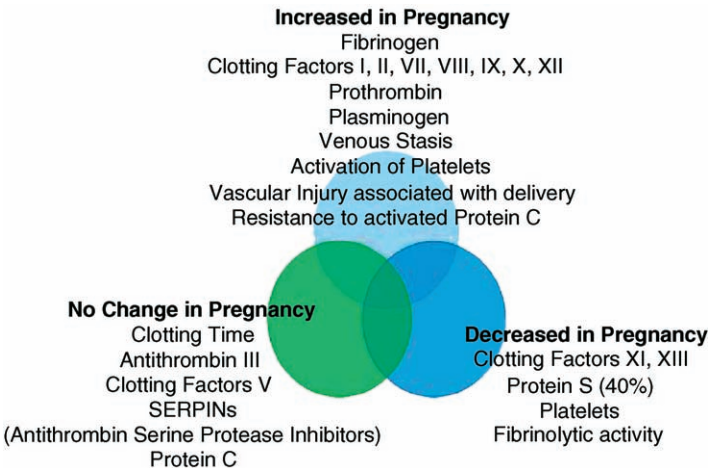 Increased in Pregnancy
Fibrinogen
Clotting Factors I, II, VII, VIII, IX, X, XII
Prothrombin
Plasminogen
Venous Stasis
Activation of Platelets
Vascular Injury associated with delivery
Resistance to activated Protein C
No Change in Pregnancy
Clotting Time
Antithrombin III
Clotting Factors V
SERPINs
(Antithrombin Serine Protease Inhibitors)
Protein C
Decreased in Pregnancy
Clotting Factors XI, XIII
Protein S (40%)
Platelets
Fibrinolytic activity